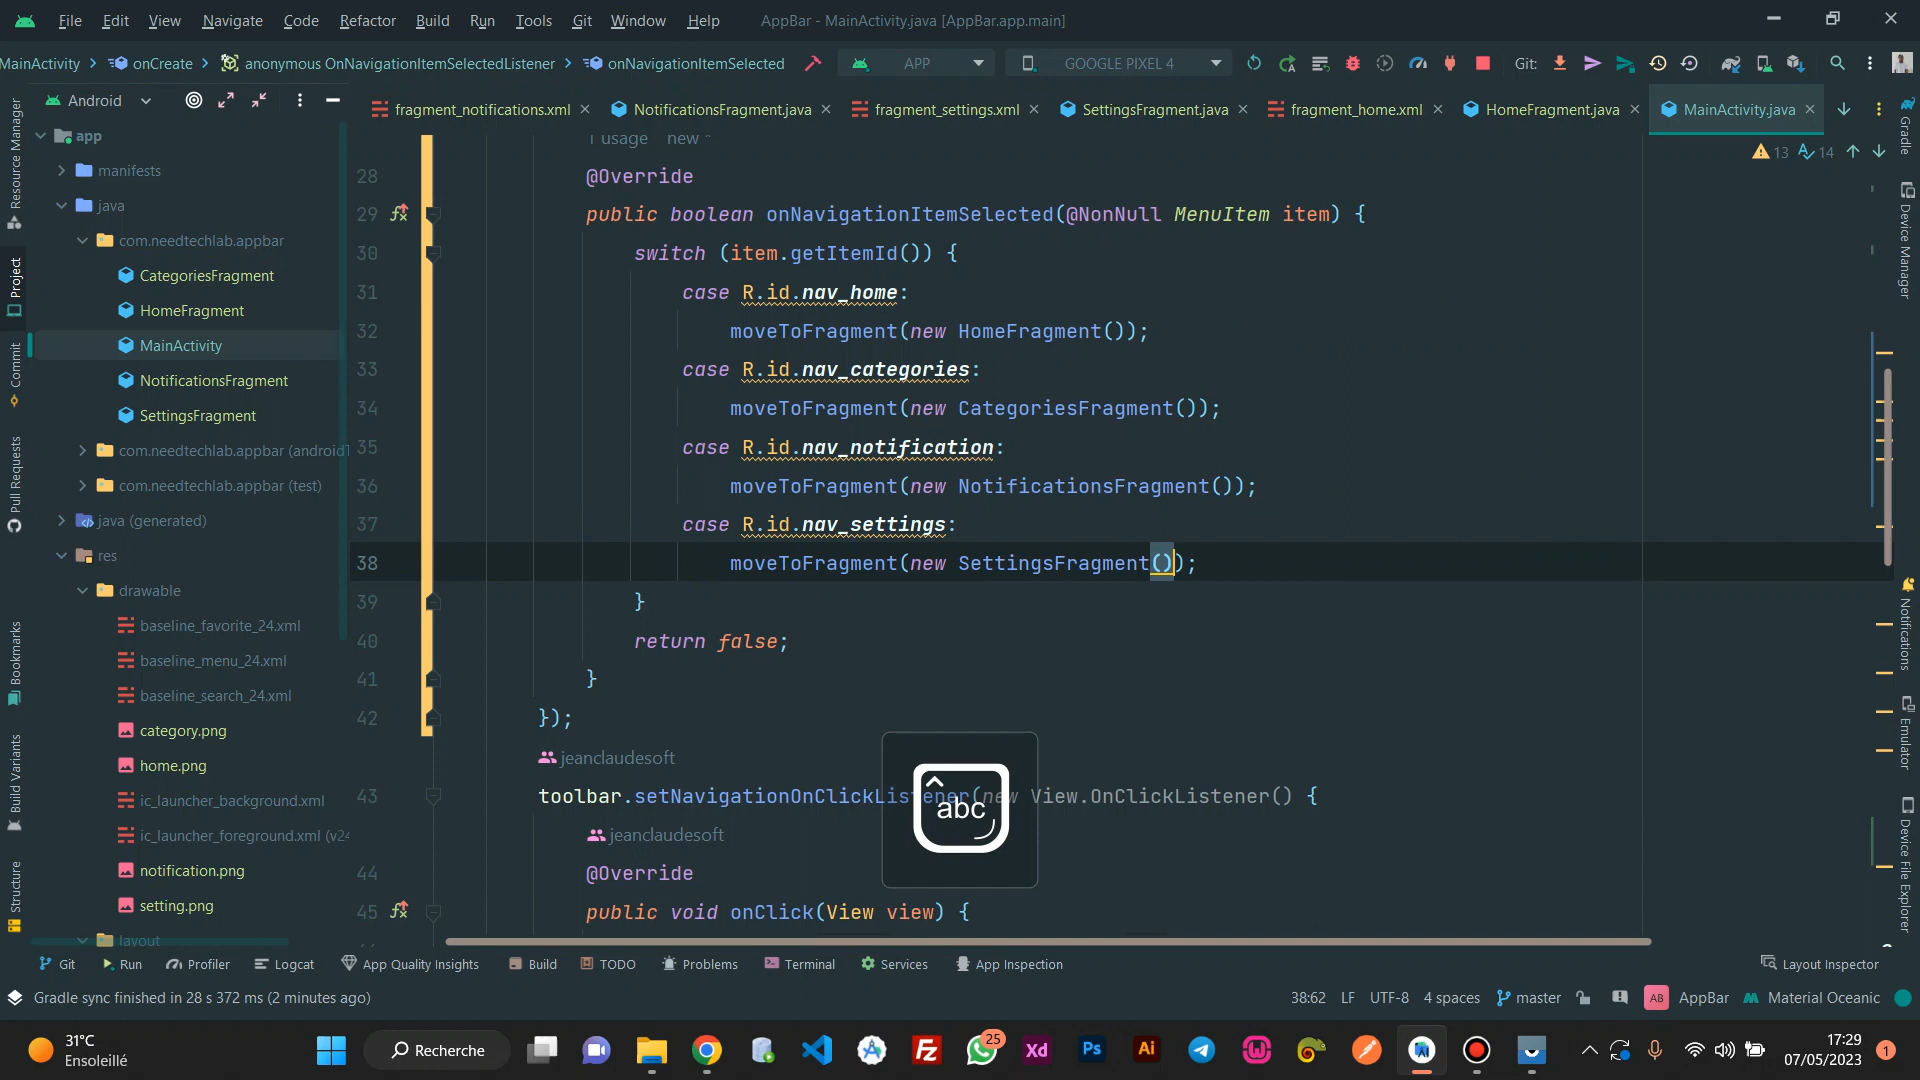 File Edit View Navigate Code Refactor Build Run Tools Git Window Help AppBar - MainActivity.java [AppBar.app.main]
MainActivity onCreate anonymous OnNavigationItemSelectedListener onNavigationItemSelected APP GOOGLE PIXEL 4 Git:
Android
fragment_notifications.xml NotificationsFragment.java fragment_settings.xml SettingsFragment.java fragment_home.xml HomeFragment.java MainActivity.java
13 14
Resource Manager
Project
Commit
Pull Requests
Bookmarks
Build Variants
Structure
app
manifests
java
com.needtechlab.appbar
CategoriesFragment
HomeFragment
MainActivity
NotificationsFragment
SettingsFragment
com.needtechlab.appbar (android
com.needtechlab.appbar (test)
java (generated)
res
drawable
baseline_favorite_24.xml
baseline_menu_24.xml
baseline_search_24.xml
category.png
home.png
ic_launcher_background.xml
ic_launcher_foreground.xml (v24
notification.png
setting.png
layout
1 usage new *
28 @Override
29 public boolean onNavigationItemSelected(@NonNull MenuItem item) {
30 switch (item.getItemId()) {
31 case R.id.nav_home:
32 moveToFragment(new HomeFragment());
33 case R.id.nav_categories:
34 moveToFragment(new CategoriesFragment());
35 case R.id.nav_notification:
36 moveToFragment(new NotificationsFragment());
37 case R.id.nav_settings:
38 moveToFragment(new SettingsFragment());
39 }
40 return false;
41 }
42 });
jeanclaudesoft
43 toolbar.setNavigationOnClickListener(new View.OnClickListener() {
jeanclaudesoft
44 @Override
45 public void onClick(View view) {
abc
Gradle
Device Manager
Notifications
Emulator
Device File Explorer
Git Run Profiler Logcat App Quality Insights Build TODO Problems Terminal Services App Inspection Layout Inspector
Gradle sync finished in 28 s 372 ms (2 minutes ago) 38:62 LF UTF-8 4 spaces master AB AppBar Material Oceanic
31°C
Ensoleillé
Recherche
25
Xd
Ps
Ai
17:29
07/05/2023
1